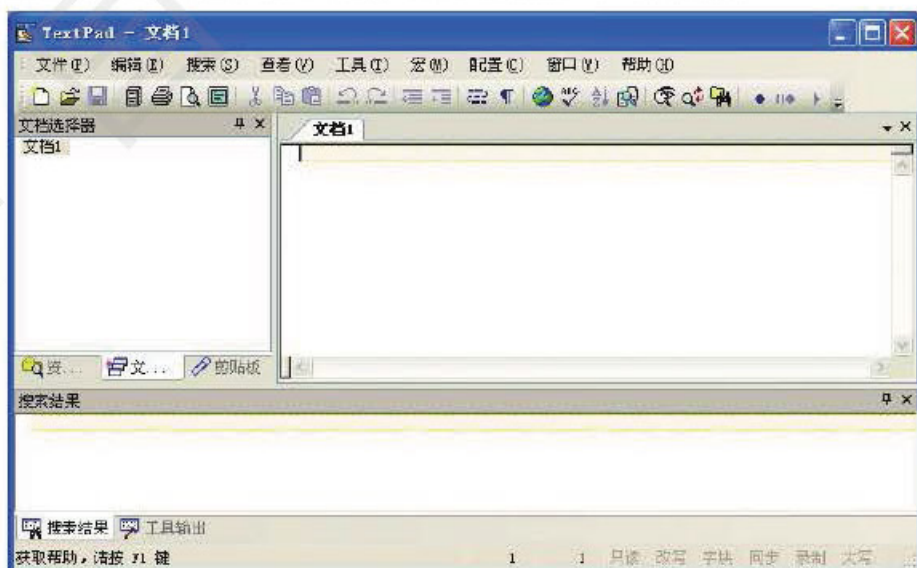 TextPad - 文档1
文件(F) 编辑(E) 搜索(S) 查看(V) 工具(T) 宏(M) 配置(C) 窗口(W) 帮助(H)
文档选择器
文档1
文档1
资... 文... 剪贴板
搜索结果
搜索结果 工具输出
获取帮助，请按 F1 键 1 1 只读 改写 字块 同步 录制 大写